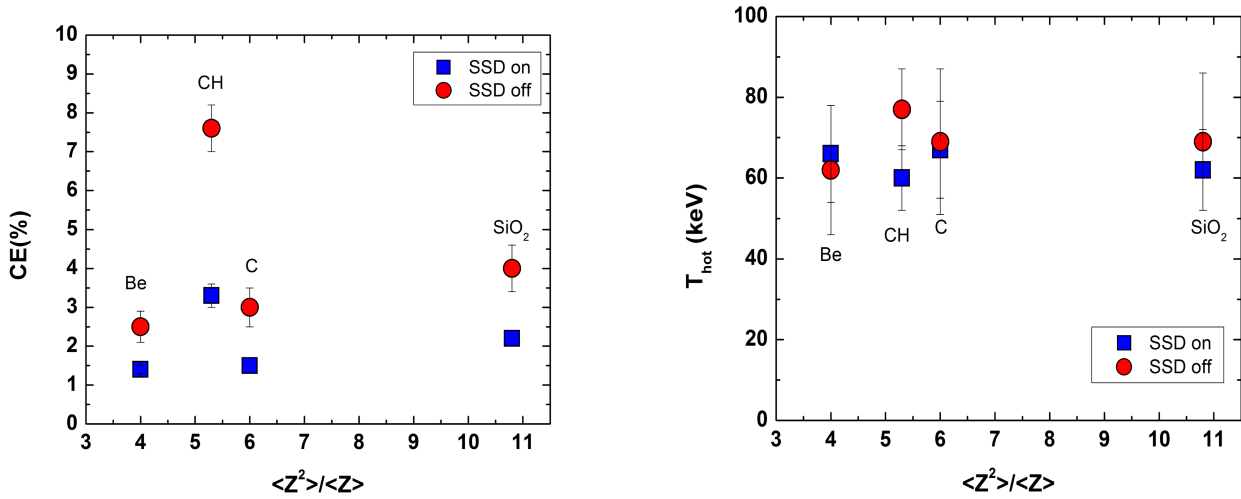 10
9
8
7
6
5
4
3
2
1
0
CE(%)
SSD on
SSD off
CH
Be
C
SiO₂
3 4 5 6 7 8 9 10 11
<Z²>/<Z>
100
80
60
40
20
0
T_hot (keV)
Be
CH
C
SiO₂
SSD on
SSD off
3 4 5 6 7 8 9 10 11
<Z²>/<Z>